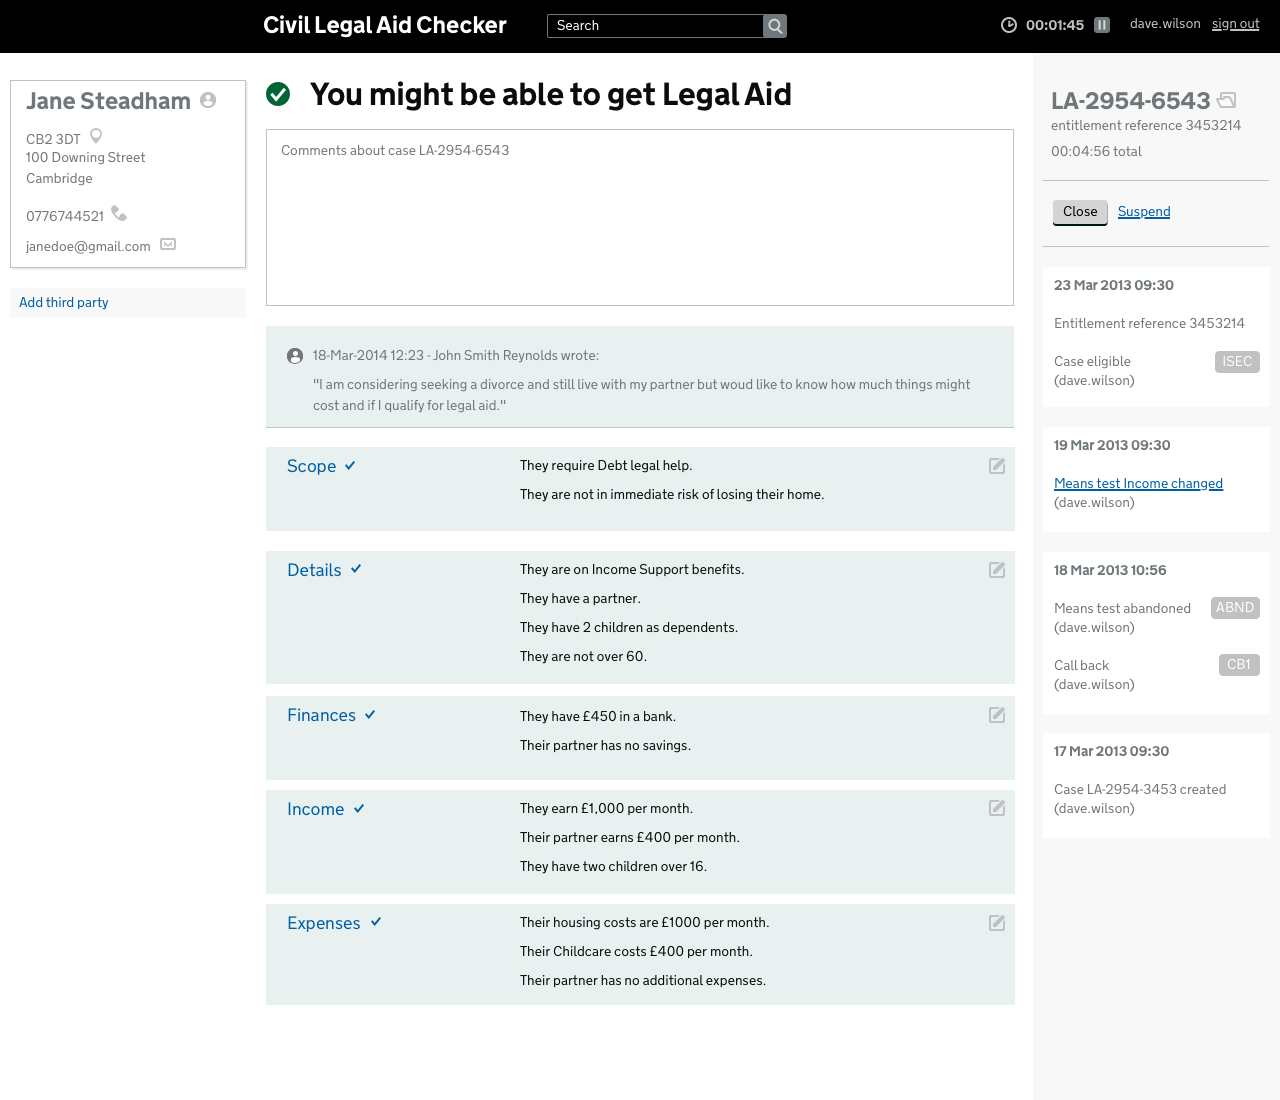 Civil Legal Aid Checker
Search
00:01:45
dave.wilson sign out
Jane Steadham
CB2 3DT
100 Downing Street
Cambridge
0776744521
janedoe@gmail.com
Add third party
You might be able to get Legal Aid
Comments about case LA-2954-6543
18-Mar-2014 12:23 - John Smith Reynolds wrote:
"I am considering seeking a divorce and still live with my partner but woud like to know how much things might
cost and if I qualify for legal aid."
Scope
They require Debt legal help.
They are not in immediate risk of losing their home.
Details
They are on Income Support benefits.
They have a partner.
They have 2 children as dependents.
They are not over 60.
Finances
They have £450 in a bank.
Their partner has no savings.
Income
They earn £1,000 per month.
Their partner earns £400 per month.
They have two children over 16.
Expenses
Their housing costs are £1000 per month.
Their Childcare costs £400 per month.
Their partner has no additional expenses.
LA-2954-6543
entitlement reference 3453214
00:04:56 total
Close Suspend
23 Mar 2013 09:30
Entitlement reference 3453214
Case eligible ISEC
(dave.wilson)
19 Mar 2013 09:30
Means test Income changed
(dave.wilson)
18 Mar 2013 10:56
Means test abandoned ABND
(dave.wilson)
Call back CB1
(dave.wilson)
17 Mar 2013 09:30
Case LA-2954-3453 created
(dave.wilson)